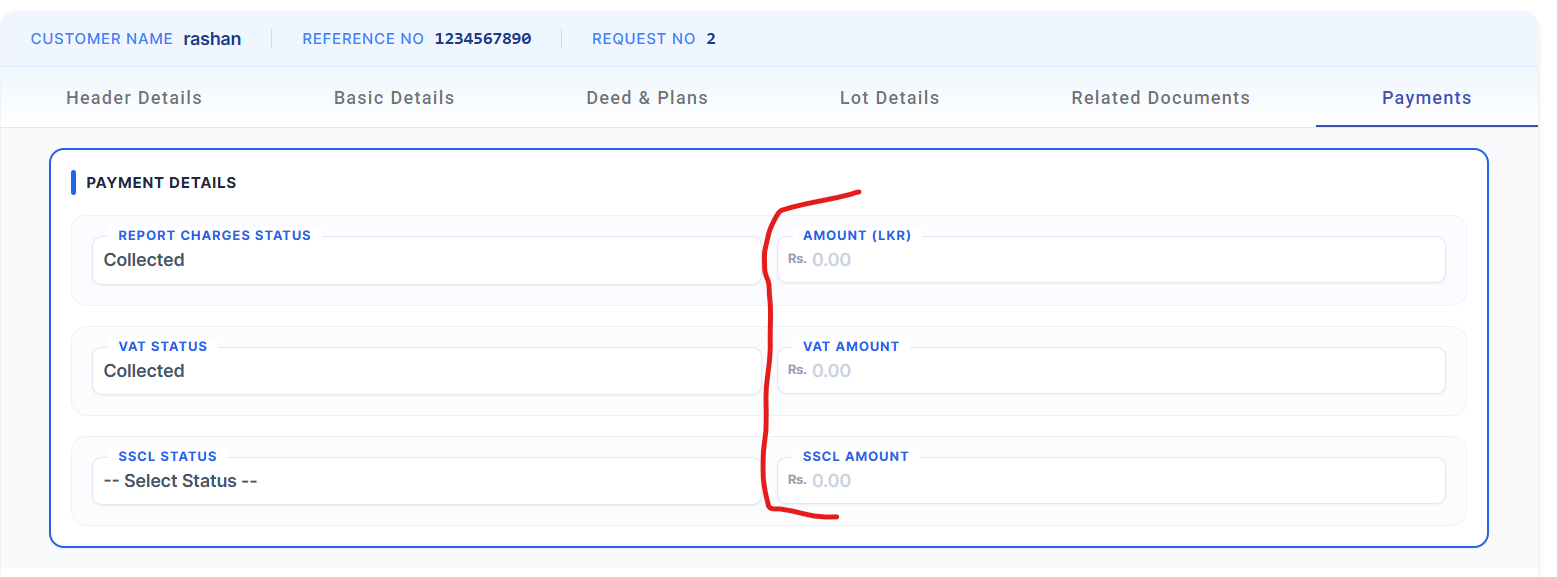 CUSTOMER NAME rashan REFERENCE NO 1234567890 REQUEST NO 2
Header Details Basic Details Deed & Plans Lot Details Related Documents Payments
PAYMENT DETAILS
REPORT CHARGES STATUS AMOUNT (LKR)
Collected Rs. 0.00
VAT STATUS VAT AMOUNT
Collected Rs. 0.00
SSCL STATUS SSCL AMOUNT
-- Select Status -- Rs. 0.00